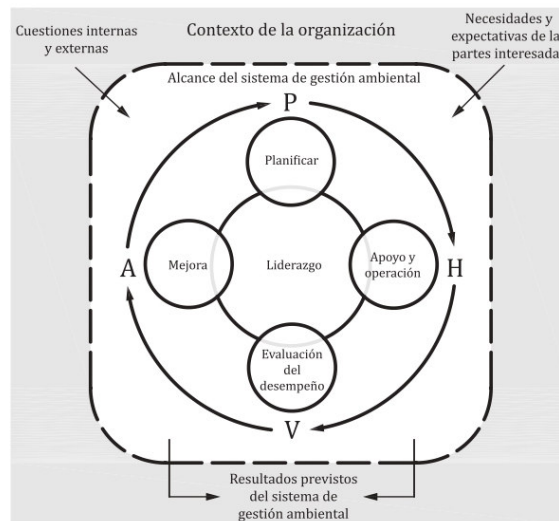 Cuestiones internas
y externas
Contexto de la organización
Necesidades y
expectativas de la
partes interesada
Alcance del sistema de gestión ambiental
P
Planificar
A
Mejora
Liderazgo
Apoyo y
operación
H
Evaluación
del
desempeño
V
Resultados previstos
del sistema de
gestión ambiental